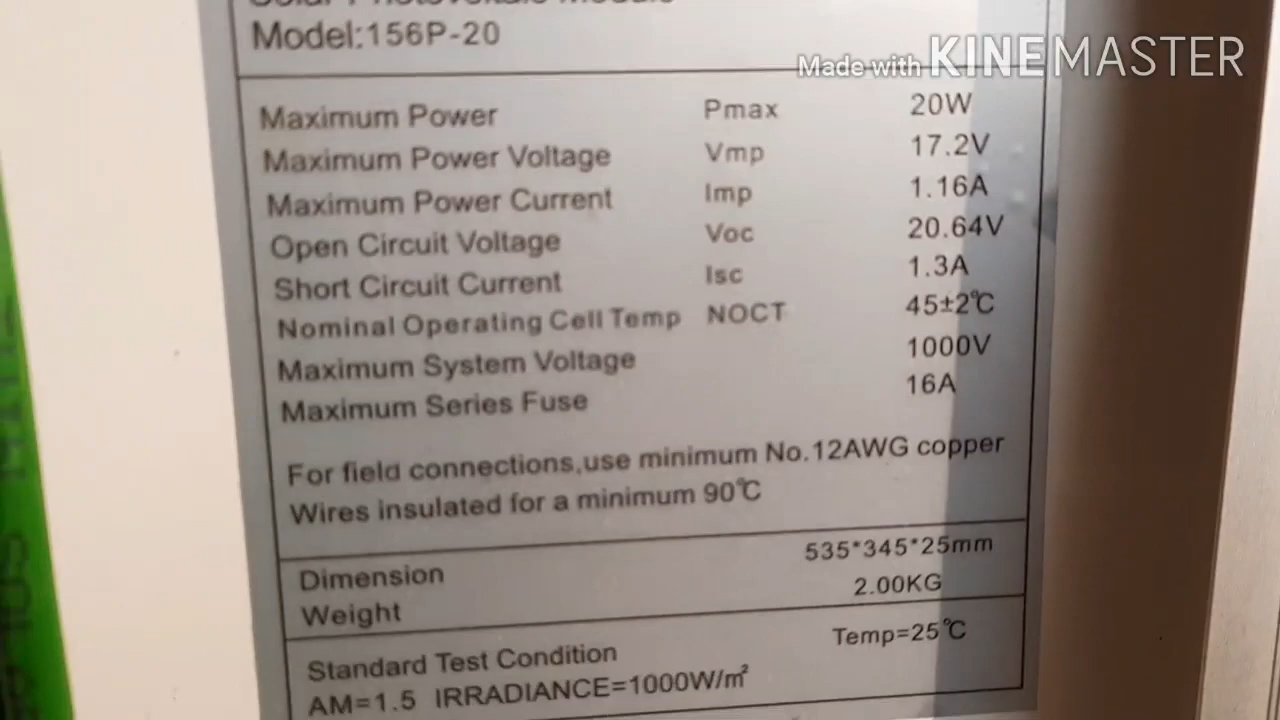 Solar Photovoltaic Module
Model:156P-20
Made with KINEMASTER
Maximum Power Pmax 20W
Maximum Power Voltage Vmp 17.2V
Maximum Power Current Imp 1.16A
Open Circuit Voltage Voc 20.64V
Short Circuit Current Isc 1.3A
Nominal Operating Cell Temp NOCT 45±2℃
Maximum System Voltage 1000V
Maximum Series Fuse 16A
For field connections,use minimum No.12AWG copper
Wires insulated for a minimum 90℃
Dimension 535*345*25mm
Weight 2.00KG
Standard Test Condition Temp=25℃
AM=1.5 IRRADIANCE=1000W/㎡